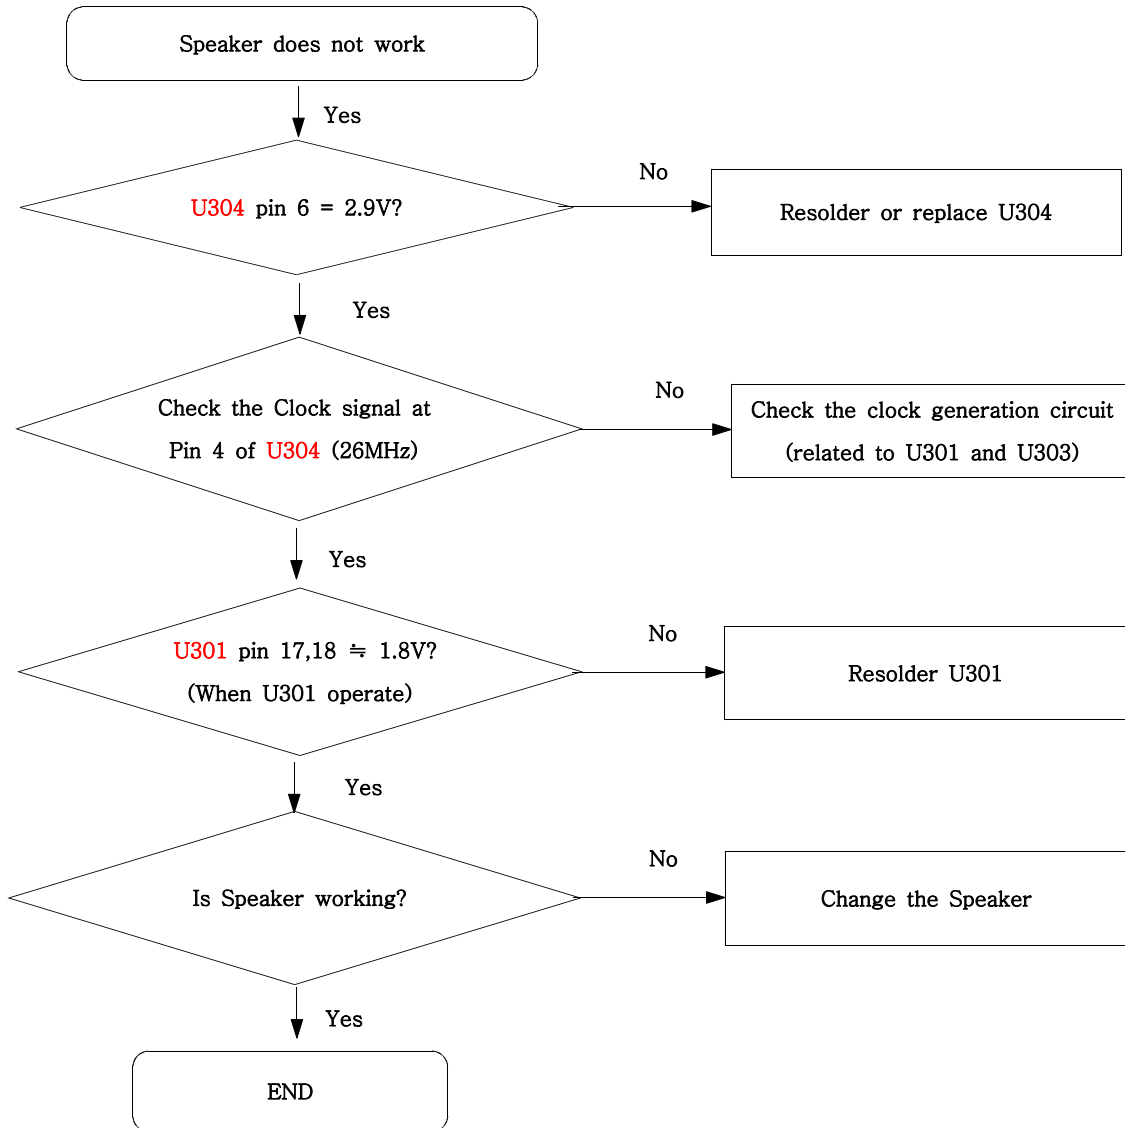 Speaker does not work
Yes
U304 pin 6 = 2.9V?
No
Resolder or replace U304
Yes
Check the Clock signal at
Pin 4 of U304 (26MHz)
No
Check the clock generation circuit
(related to U301 and U303)
Yes
U301 pin 17,18 ≒ 1.8V?
(When U301 operate)
No
Resolder U301
Yes
Is Speaker working?
No
Change the Speaker
Yes
END